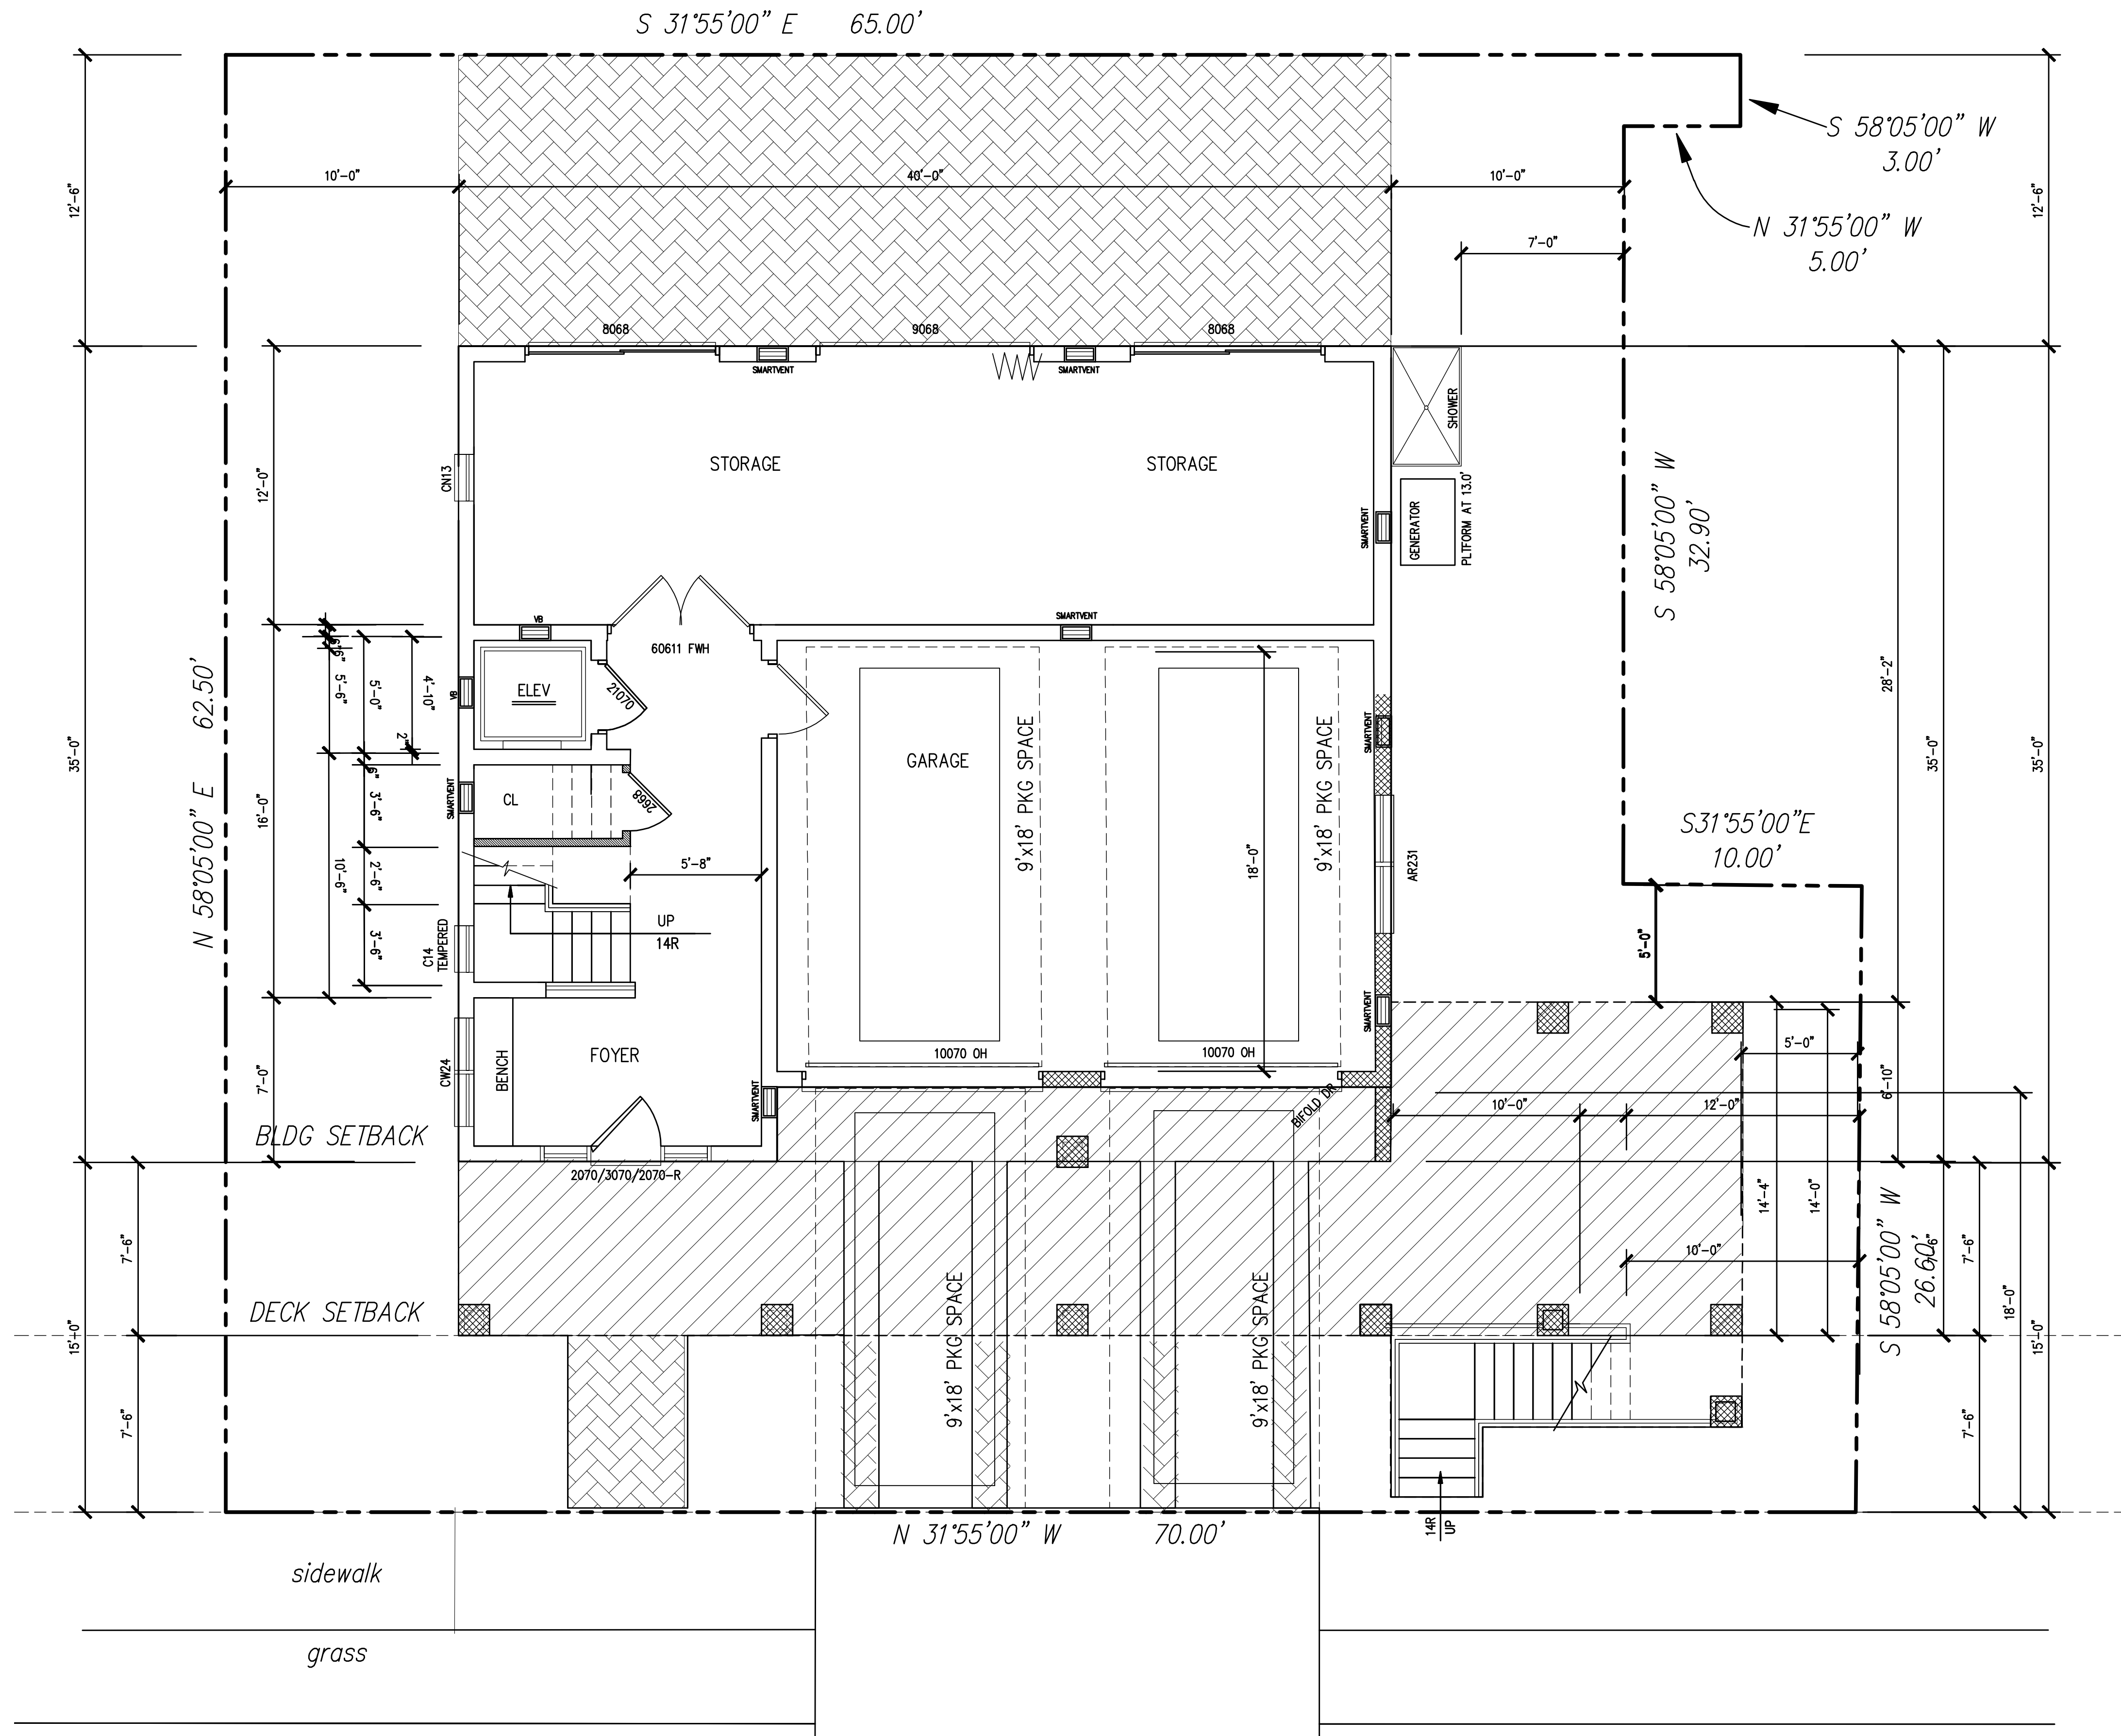 S 31°55'00" E 65.00'
S 58°05'00" W
3.00'
N 31°55'00" W
5.00'
10'-0"
40'-0"
10'-0"
7'-0"
12'-6"
12'-6"
8068
9068
8068
SMARTVENT
SMARTVENT
SHOWER
STORAGE
STORAGE
CN13
12'-0"
SMARTVENT
GENERATOR
PLTFORM AT 13.0'
S 58°05'00" W
32.90'
VB
SMARTVENT
60611 FWH
6"
6"
5'-6"
5'-0"
4'-10"
2"
VB
ELEV
21070
N 58°05'00" E 62.50'
35'-0"
16'-0"
GARAGE
9'x18' PKG SPACE
9'x18' PKG SPACE
18'-0"
SMARTVENT
28'-2"
35'-0"
35'-0"
6"
3'-6"
SMARTVENT
CL
2668
10'-6"
2'-6"
3'-6"
5'-8"
AR231
S31°55'00"E
10.00'
UP
14R
C14
TEMPERED
5'-0"
SMARTVENT
FOYER
BENCH
CW24
7'-0"
10070 OH
10070 OH
5'-0"
SMARTVENT
BIFOLD DR
10'-0"
12'-0"
6'-10"
BLDG SETBACK
2070/3070/2070-R
14'-4"
14'-0"
7'-6"
10'-0"
S 58°05'00" W
26.60'
7'-6"
18'-0"
9'x18' PKG SPACE
9'x18' PKG SPACE
DECK SETBACK
15'-0"
15'-0"
7'-6"
7'-6"
14R
UP
N 31°55'00" W 70.00'
sidewalk
grass